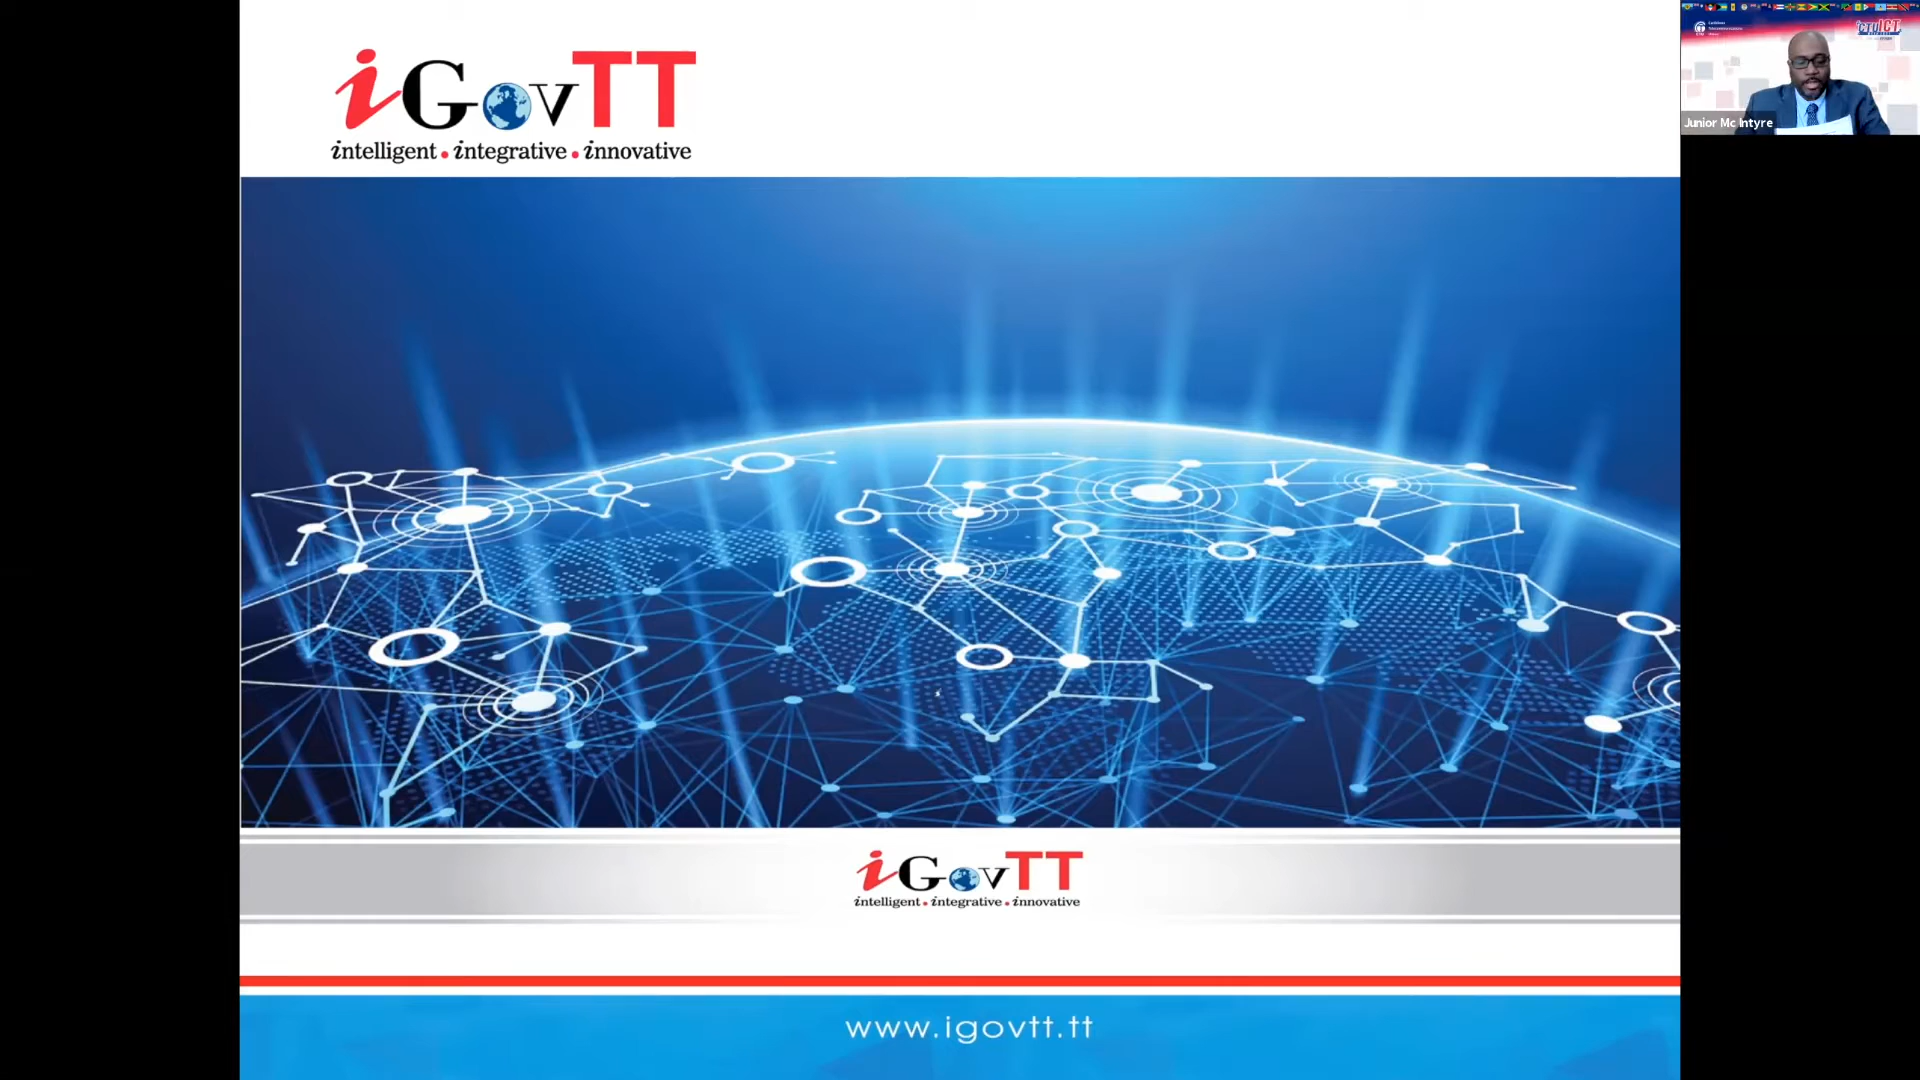 iGovTT
intelligent • integrative • innovative
Junior Mc Intyre
iGovTT
intelligent • integrative • innovative
www.igovtt.tt